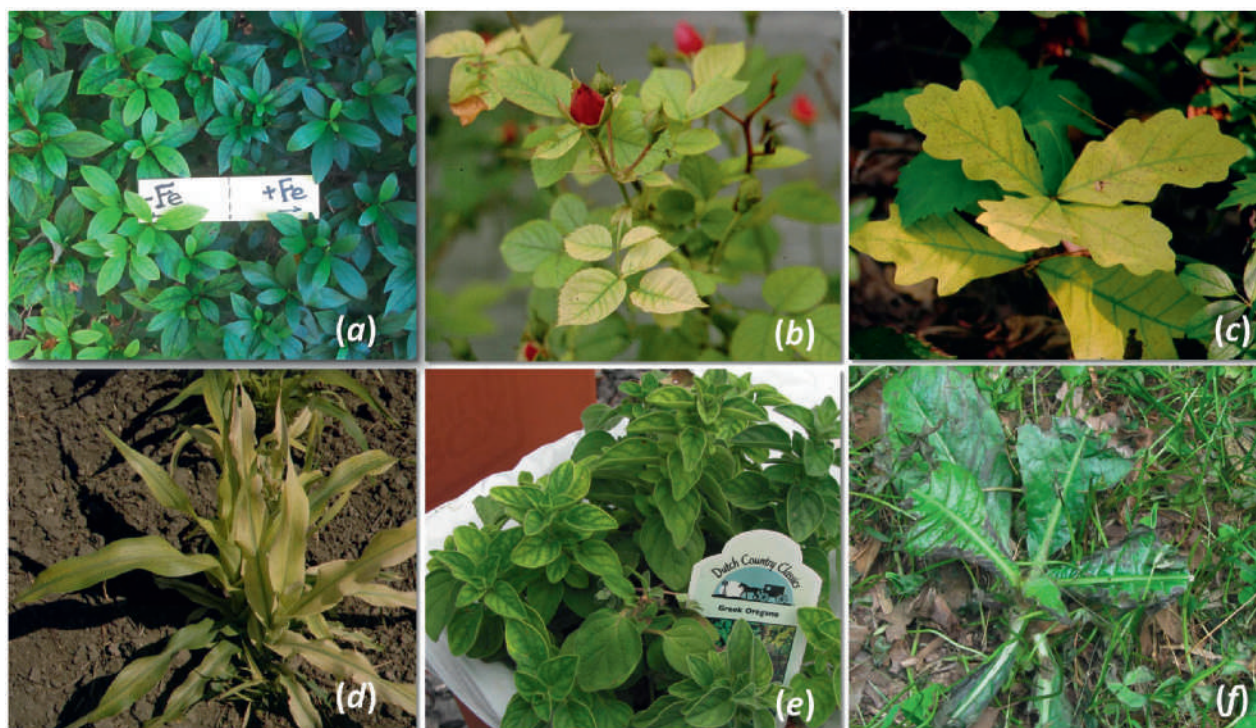 -Fe +Fe
(a)
(b)
(c)
(d)
Dutch Country Classics
Greek Oregano
(e)
(f)